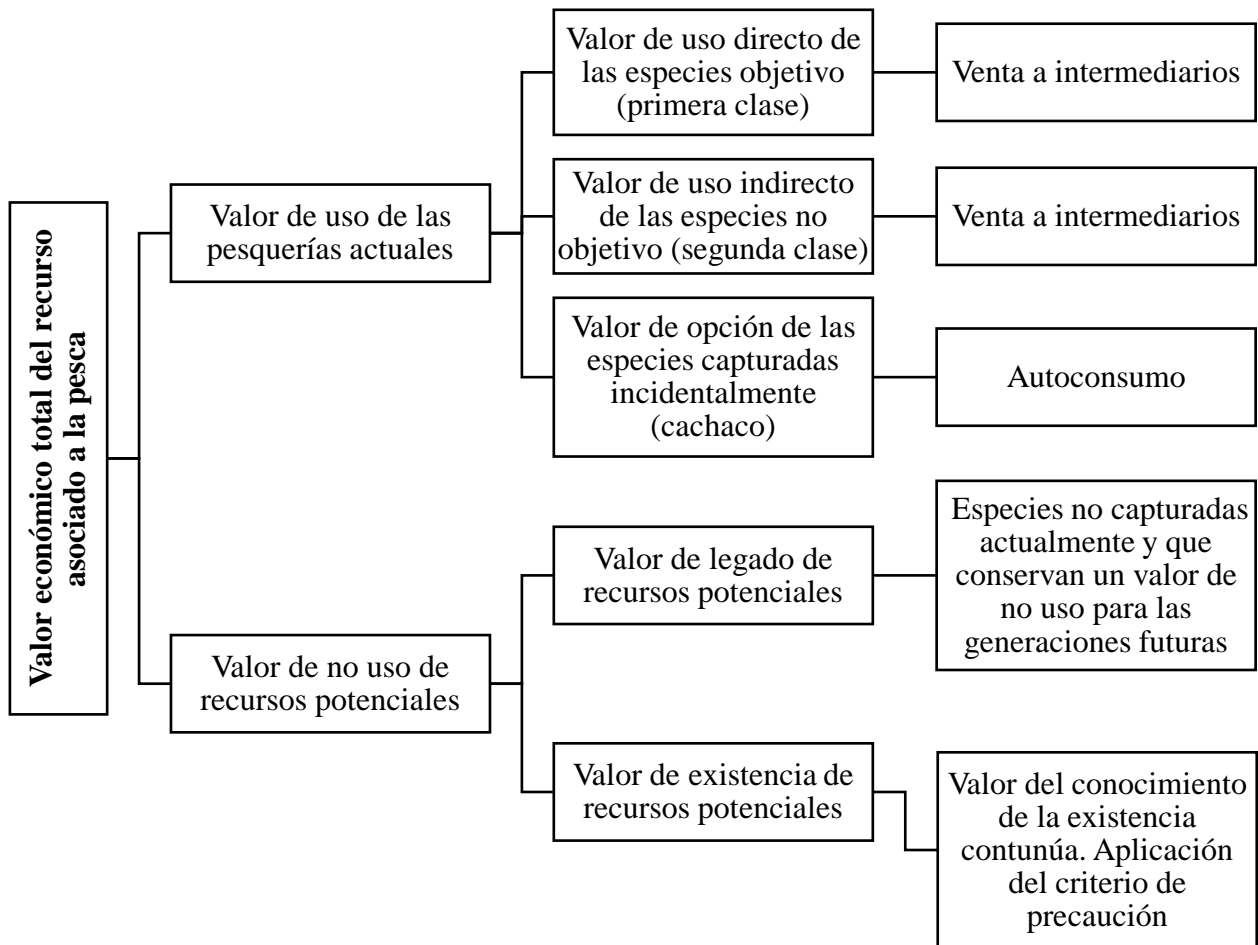 Valor económico total del recurso
asociado a la pesca
Valor de uso de las
pesquerías actuales
Valor de uso directo de
las especies objetivo
(primera clase)
Venta a intermediarios
Valor de uso indirecto
de las especies no
objetivo (segunda clase)
Venta a intermediarios
Valor de opción de las
especies capturadas
incidentalmente
(cachaco)
Autoconsumo
Valor de no uso de
recursos potenciales
Valor de legado de
recursos potenciales
Especies no capturadas
actualmente y que
conservan un valor de
no uso para las
generaciones futuras
Valor de existencia de
recursos potenciales
Valor del conocimiento
de la existencia
contunúa. Aplicación
del criterio de
precaución